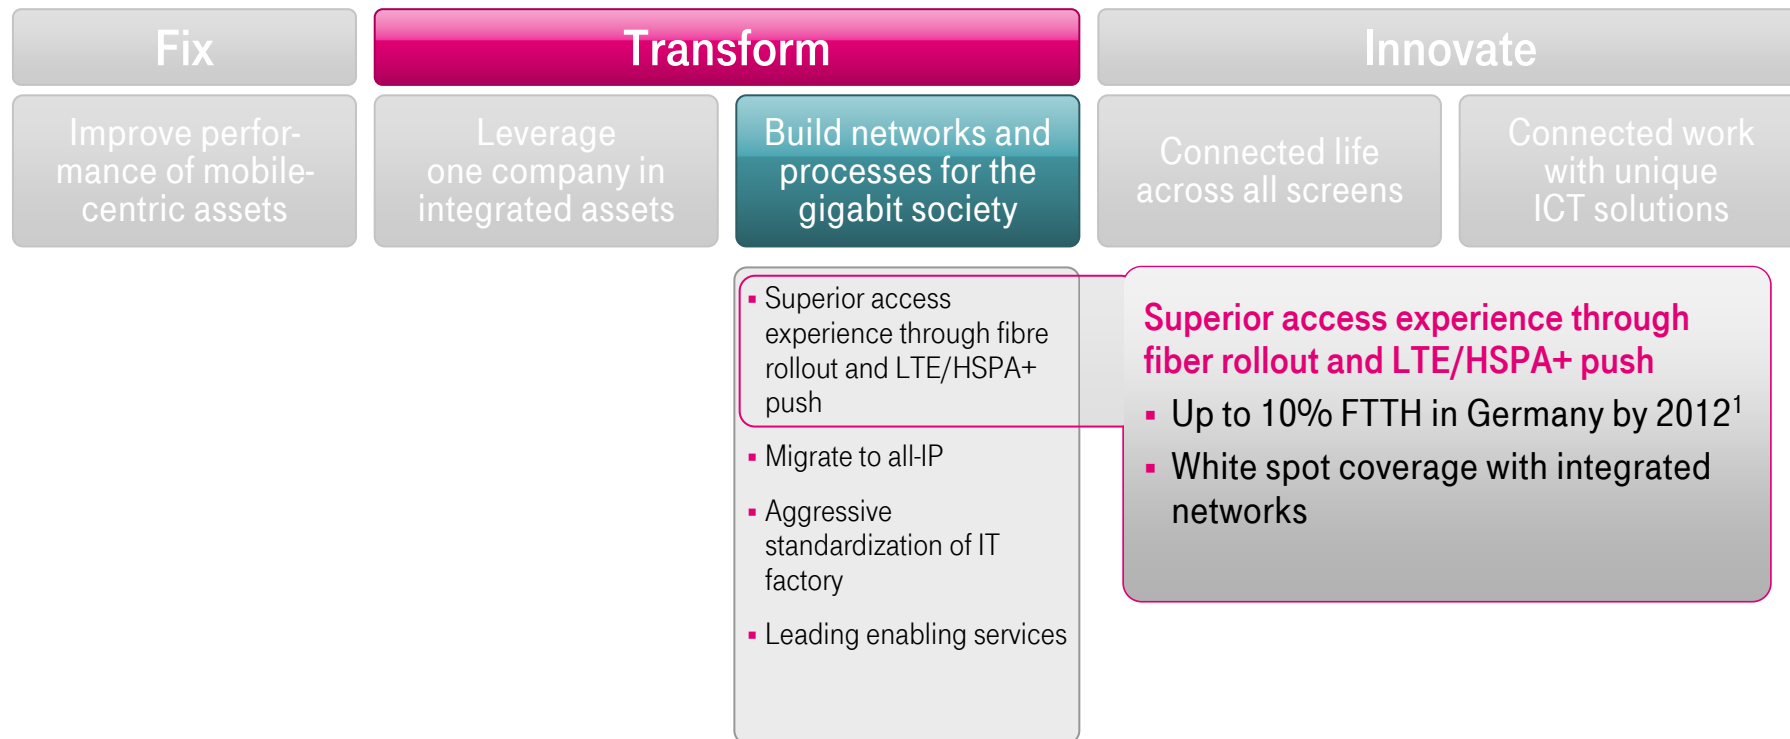 Fix
Transform
Innovate
Improve perfor-
mance of mobile-
centric assets
Leverage
one company in
integrated assets
Build networks and
processes for the
gigabit society
Connected life
across all screens
Connected work
with unique
ICT solutions
▪ Superior access
experience through fibre
rollout and LTE/HSPA+
push
▪ Migrate to all-IP
▪ Aggressive
standardization of IT
factory
▪ Leading enabling services
Superior access experience through
fiber rollout and LTE/HSPA+ push
▪ Up to 10% FTTH in Germany by 2012¹
▪ White spot coverage with integrated
networks